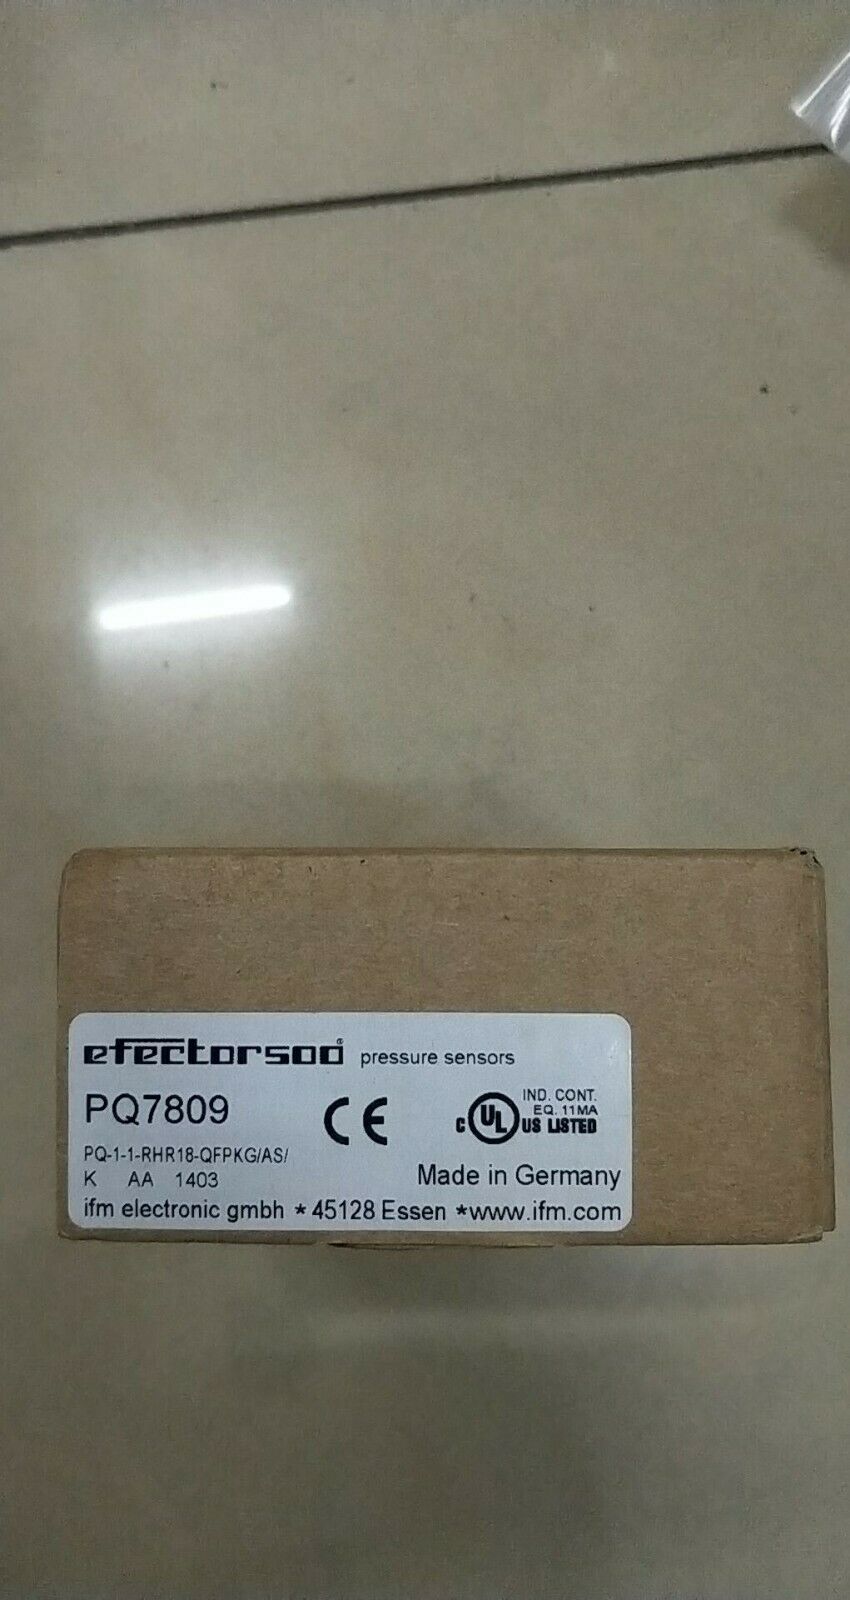 efector500® pressure sensors
PQ7809
CE
C UL US LISTED
IND. CONT.
EQ. 11MA
PQ-1-1-RHR18-QFPKG/AS/
K AA 1403
Made in Germany
ifm electronic gmbh * 45128 Essen *www.ifm.com